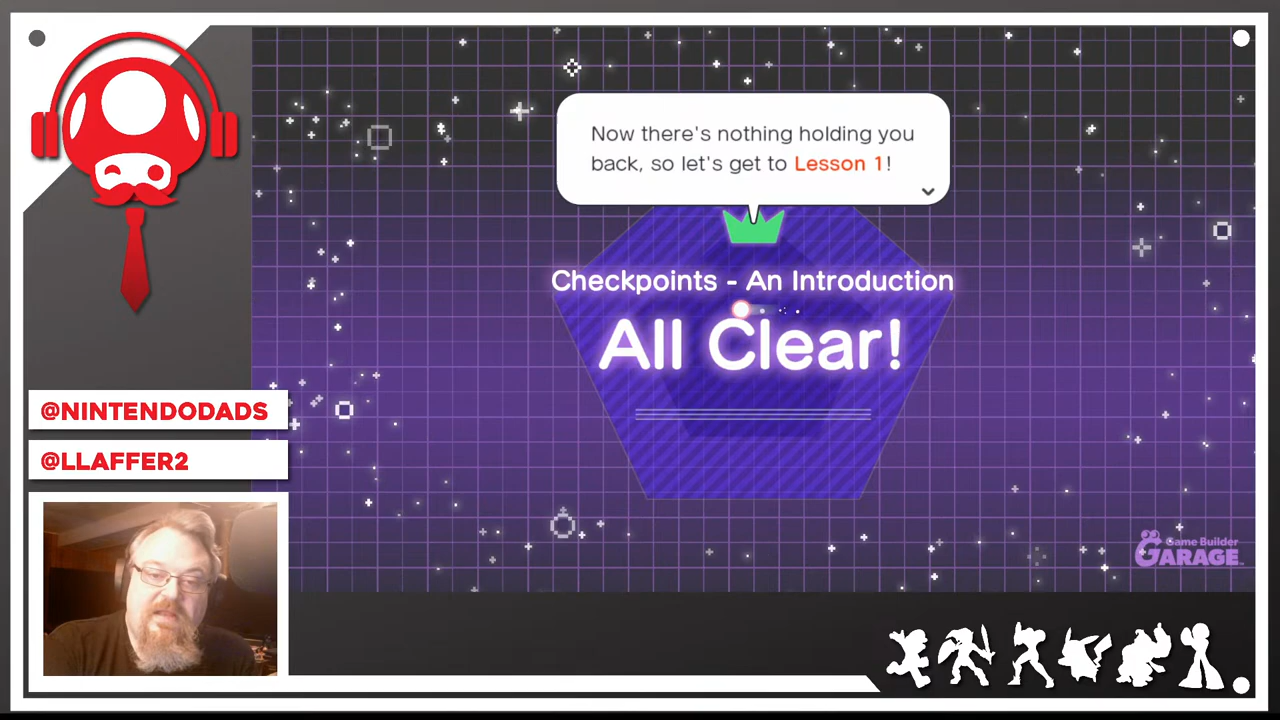 Now there's nothing holding you
back, so let's get to Lesson 1!
Checkpoints - An Introduction
All Clear!
@NINTENDODADS
@LLAFFER2
Game Builder
GARAGE